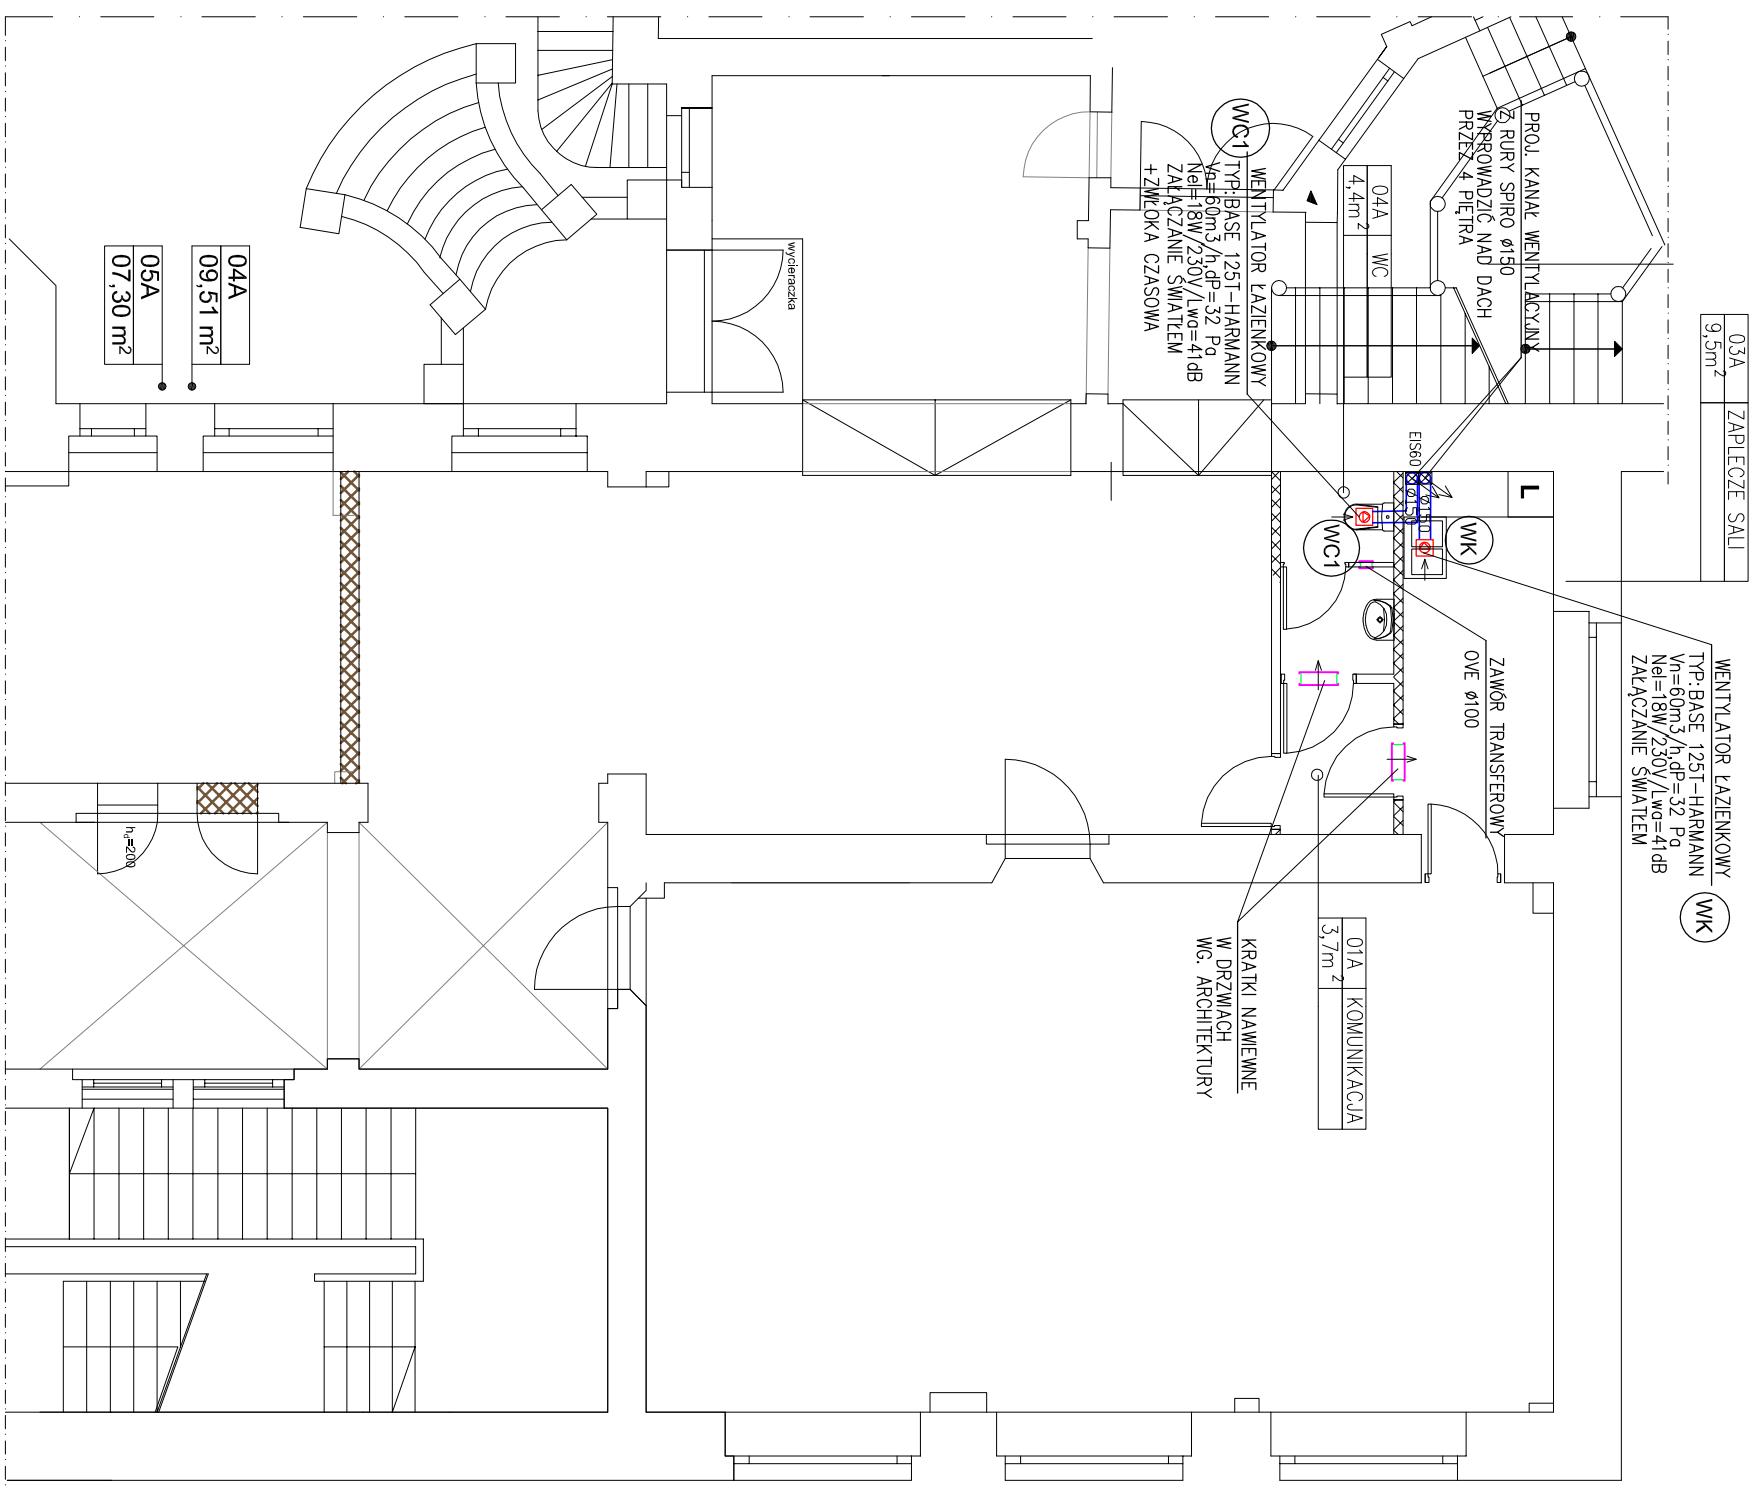 03A ZAPLECZE SALI
9,5m²
WENTYLATOR ŁAZIENKOWY
TYP:BASE 125T-HARMANN
Vn=60m3/h,dP=32 Pa
Nel=18W/230V/Lwa=41dB
ZAŁĄCZANIE ŚWIATŁEM
WK
PROJ. KANAŁ WENTYLACYJNY
Z RURY SPIRO ø150
WYPROWADZIĆ NAD DACH
PRZEZ 4 PIĘTRA
L
WK
EIS60
ø150
ø150
ZAWÓR TRANSFEROWY
OVE ø100
04A WC
4,4m²
WC1
01A KOMUNIKACJA
3,7m²
WC1
WENTYLATOR ŁAZIENKOWY
TYP:BASE 125T-HARMANN
Vn=60m3/h,dP=32 Pa
Nel=18W/230V/Lwa=41dB
ZAŁĄCZANIE ŚWIATŁEM
+ZWŁOKA CZASOWA
KRATKI NAWIEWNE
W DRZWIACH
WG. ARCHITEKTURY
wycieraczka
04A
09,51 m²
05A
07,30 m²
hd=200